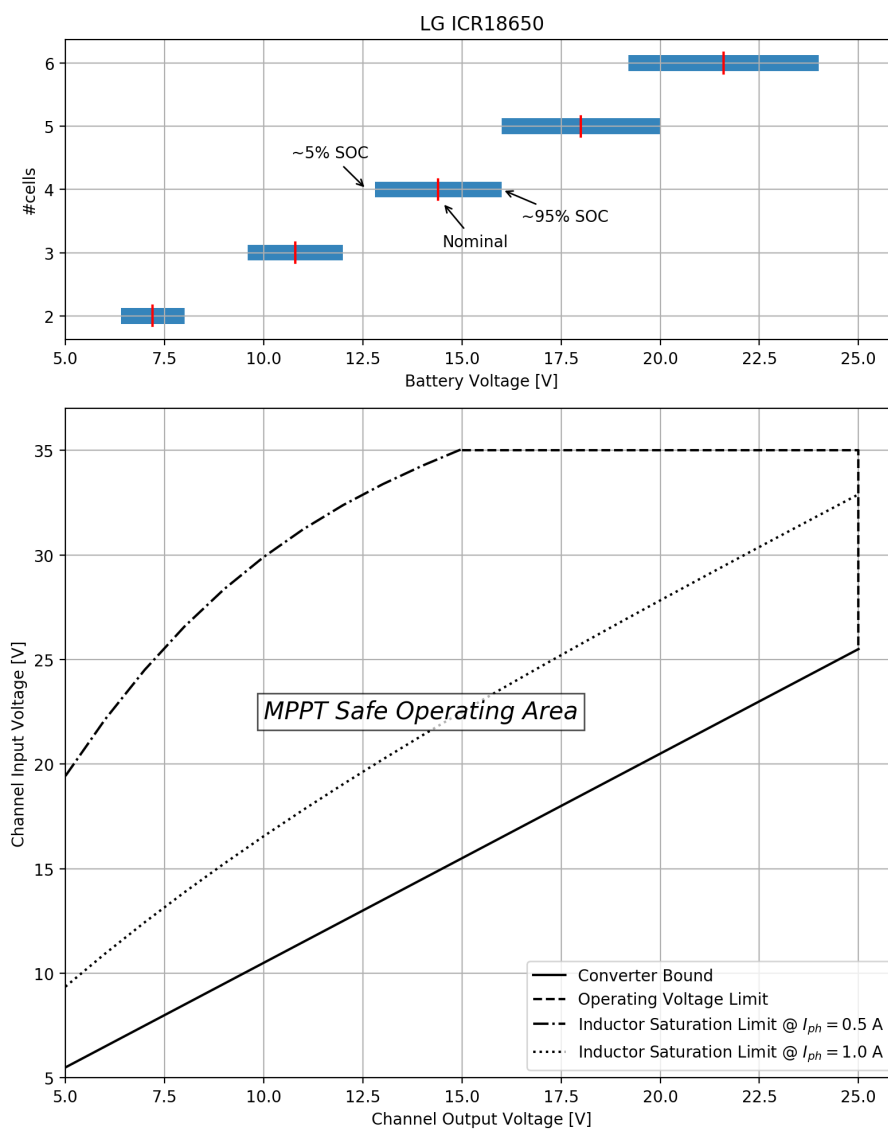 LG ICR18650
#cells
6
5
4
3
2
~5% SOC
~95% SOC
Nominal
5.0 7.5 10.0 12.5 15.0 17.5 20.0 22.5 25.0
Battery Voltage [V]
Channel Input Voltage [V]
35
30
25
20
15
10
5
MPPT Safe Operating Area
Converter Bound
Operating Voltage Limit
Inductor Saturation Limit @ I_ph = 0.5 A
Inductor Saturation Limit @ I_ph = 1.0 A
5.0 7.5 10.0 12.5 15.0 17.5 20.0 22.5 25.0
Channel Output Voltage [V]